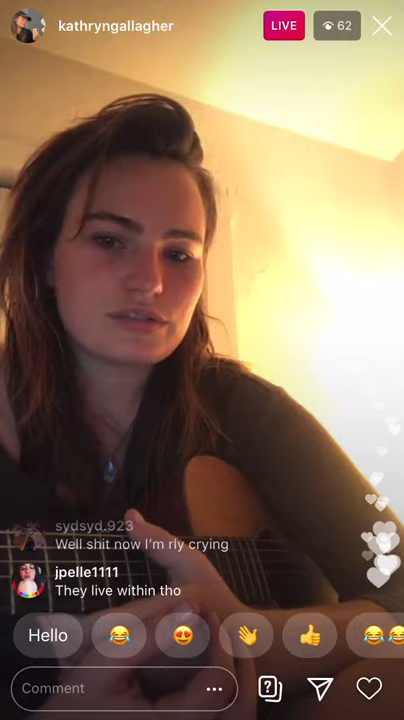 kathryngallagher
LIVE
62
sydsyd.923
Well shit now I'm rly crying
jpelle1111
They live within tho
Hello
Comment